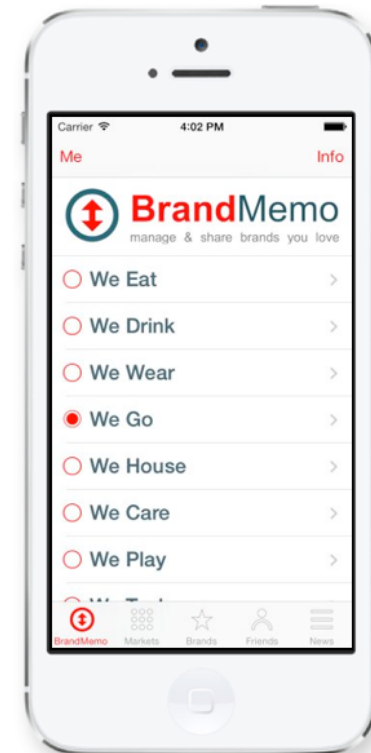 Carrier 4:02 PM
Me Info
BrandMemo
manage & share brands you love
We Eat
We Drink
We Wear
We Go
We House
We Care
We Play
BrandMemo Markets Brands Friends News